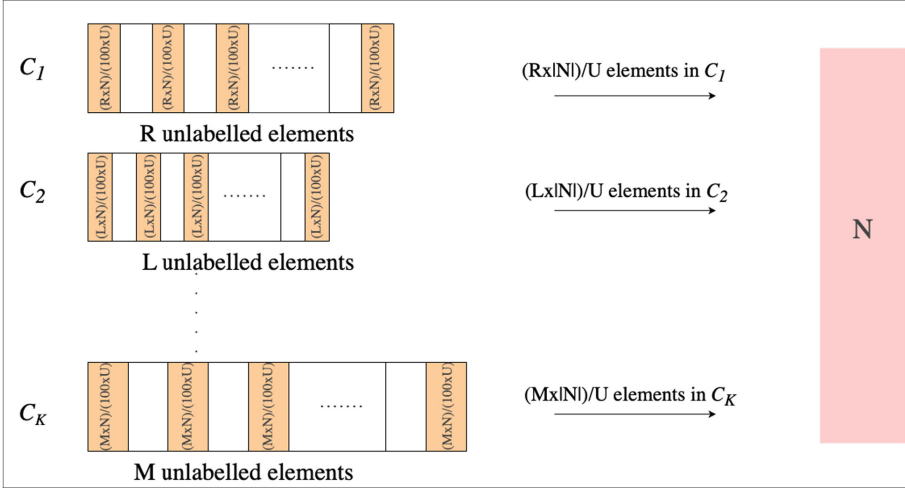 C1
(RxN)/(100xU)
(RxN)/(100xU)
(RxN)/(100xU)
.......
(RxN)/(100xU)
(Rx|N|)/U elements in C1
R unlabelled elements
C2
(LxN)/(100xU)
(LxN)/(100xU)
(LxN)/(100xU)
.......
(LxN)/(100xU)
(Lx|N|)/U elements in C2
N
L unlabelled elements
CK
(MxN)/(100xU)
(MxN)/(100xU)
(MxN)/(100xU)
.......
(MxN)/(100xU)
(Mx|N|)/U elements in CK
M unlabelled elements